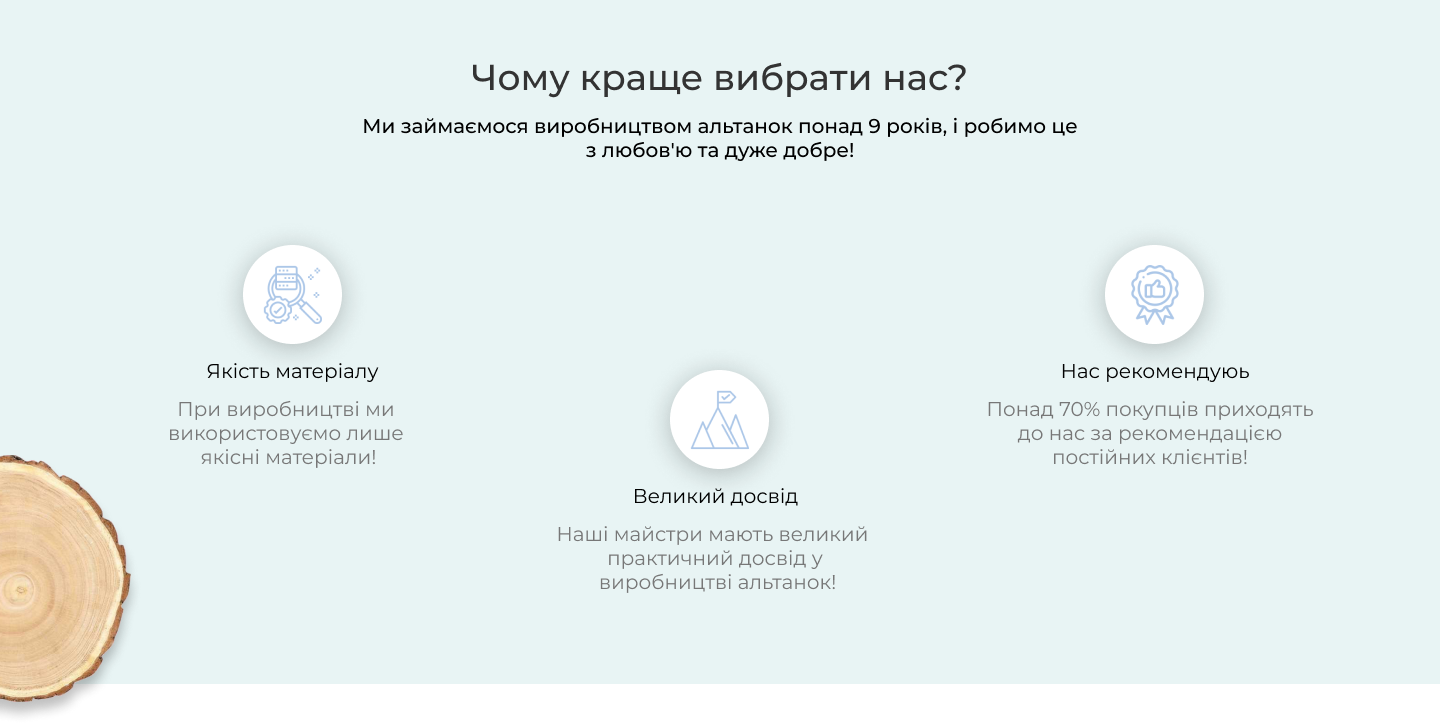 Чому краще вибрати нас?
Ми займаємося виробництвом альтанок понад 9 років, і робимо це
з любов'ю та дуже добре!
Якість матеріалу
При виробництві ми
використовуємо лише
якісні матеріали!
Великий досвід
Наші майстри мають великий
практичний досвід у
виробництві альтанок!
Нас рекомендують
Понад 70% покупців приходять
до нас за рекомендацією
постійних клієнтів!